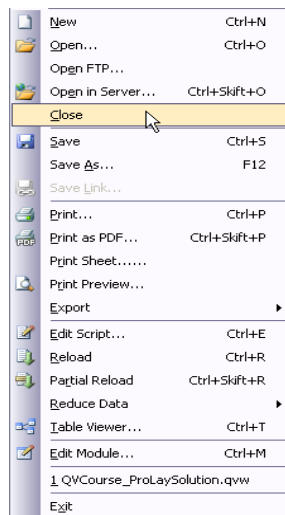 New Ctrl+N
Open... Ctrl+O
Open FTP...
Open in Server... Ctrl+Skift+O
Close
Save Ctrl+S
Save As... F12
Save Link...
Print... Ctrl+P
PDF Print as PDF... Ctrl+Skift+P
Print Sheet......
Print Preview...
Export
Edit Script... Ctrl+E
Reload Ctrl+R
Partial Reload Ctrl+Skift+R
Reduce Data
Table Viewer... Ctrl+T
Edit Module... Ctrl+M
1 QVCourse_ProLaySolution.qvw
Exit